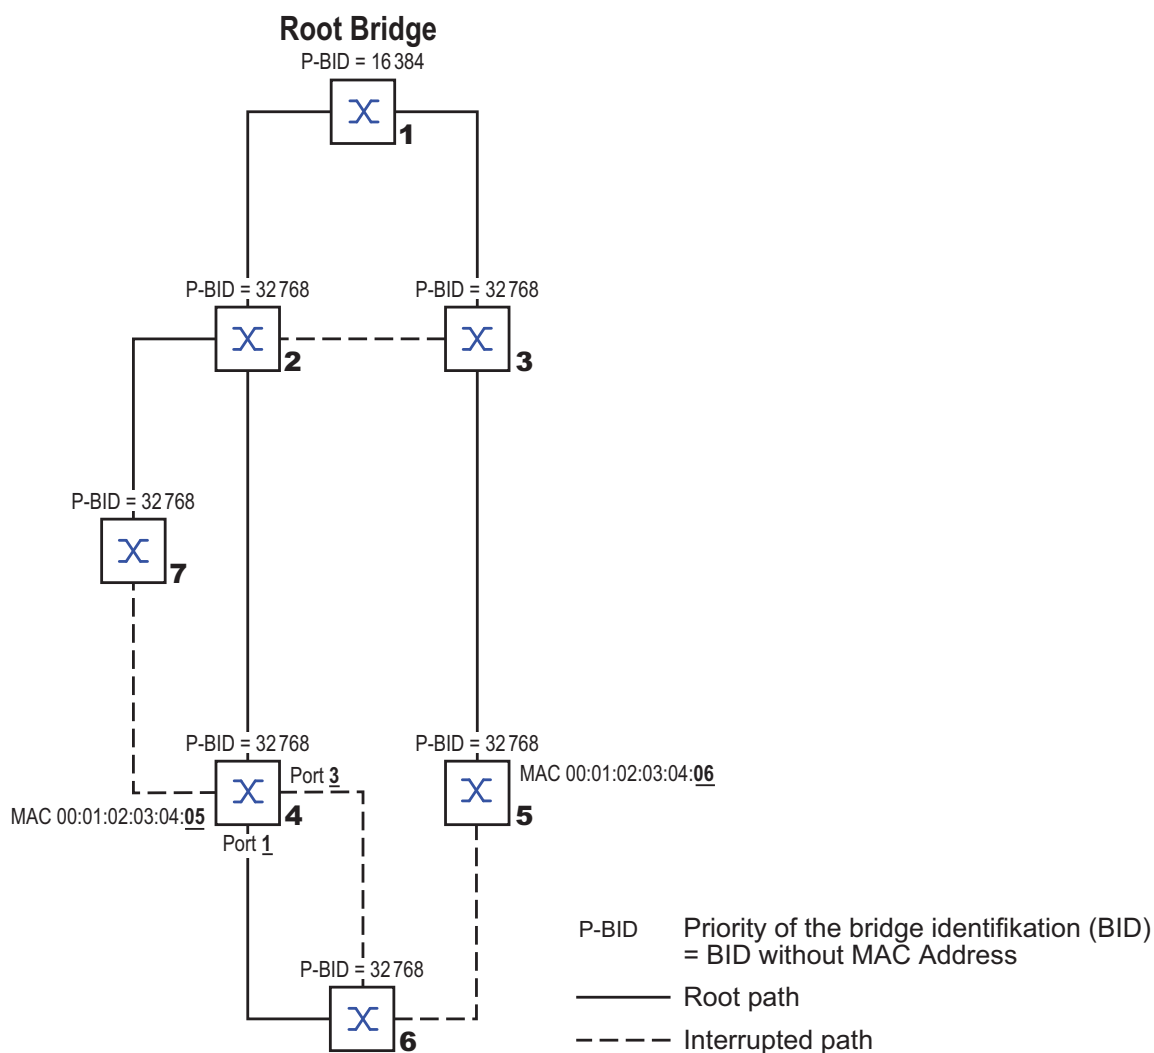 Root Bridge
P-BID = 16 384
1
P-BID = 32 768
P-BID = 32 768
2
3
P-BID = 32 768
7
P-BID = 32 768
P-BID = 32 768
Port 3
MAC 00:01:02:03:04:06
MAC 00:01:02:03:04:05
4
5
Port 1
P-BID = 32 768
6
P-BID Priority of the bridge identifikation (BID)
= BID without MAC Address
Root path
Interrupted path